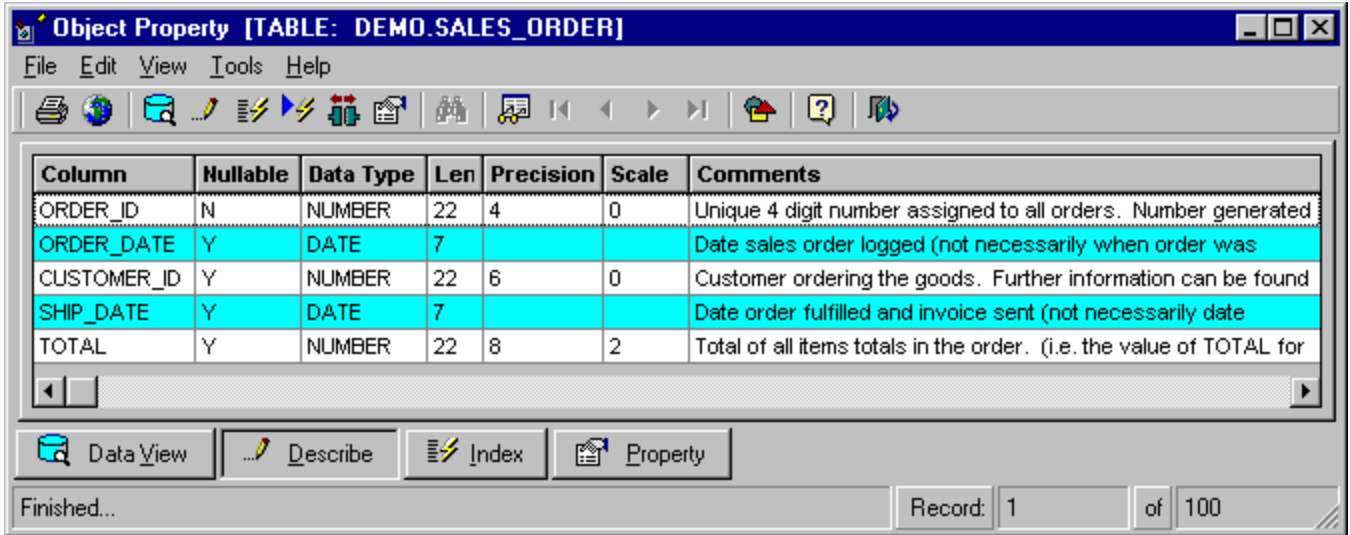 Object Property [TABLE: DEMO.SALES_ORDER]
File Edit View Tools Help
Column Nullable Data Type Len Precision Scale Comments
ORDER_ID N NUMBER 22 4 0 Unique 4 digit number assigned to all orders. Number generated
ORDER_DATE Y DATE 7 Date sales order logged (not necessarily when order was
CUSTOMER_ID Y NUMBER 22 6 0 Customer ordering the goods. Further information can be found
SHIP_DATE Y DATE 7 Date order fulfilled and invoice sent (not necessarily date
TOTAL Y NUMBER 22 8 2 Total of all items totals in the order. (i.e. the value of TOTAL for
Data View Describe Index Property
Finished... Record: 1 of 100